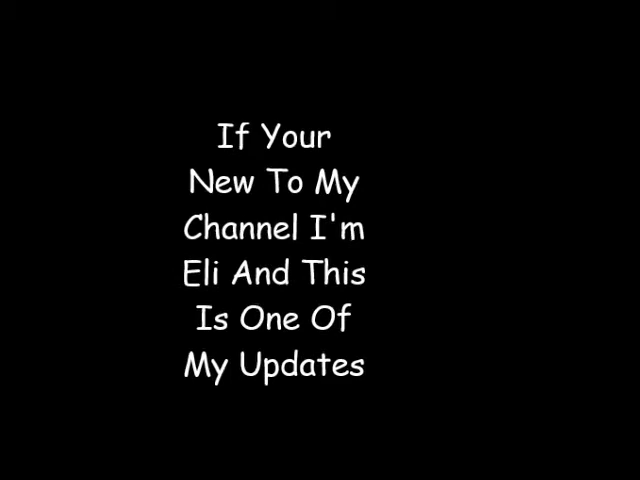 If Your
New To My
Channel I'm
Eli And This
Is One Of
My Updates